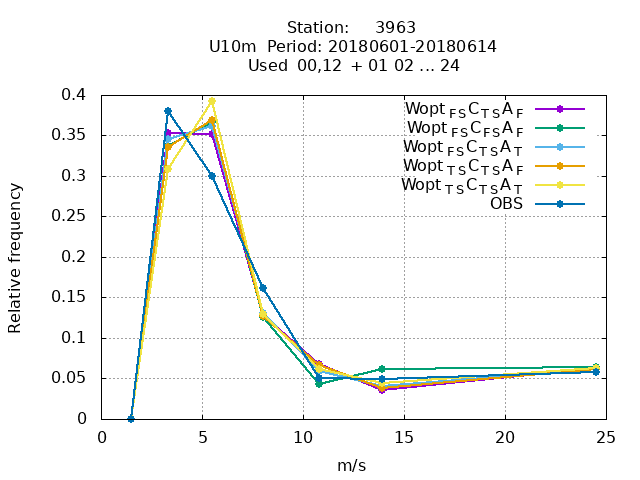 Station: 3963
U10m Period: 20180601-20180614
Used 00,12 + 01 02 ... 24
Relative frequency
0.4
0.35
0.3
0.25
0.2
0.15
0.1
0.05
0
Wopt FS C TS A F
Wopt FS C FS A F
Wopt FS C TS A T
Wopt TS C TS A F
Wopt TS C TS A T
OBS
0 5 10 15 20 25
m/s